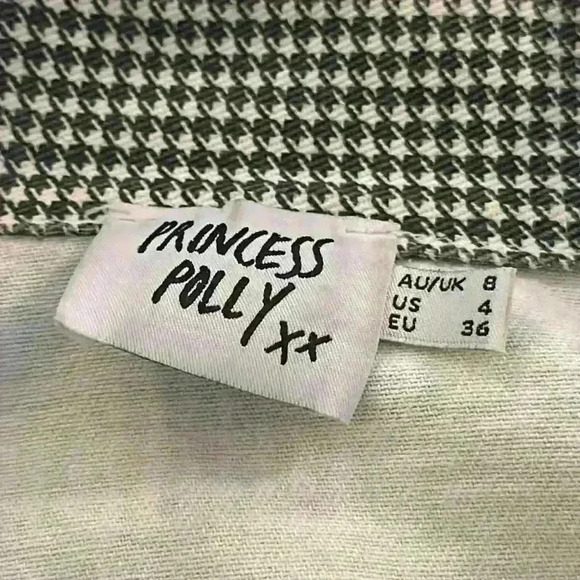 PRINCESS
POLLY
xx
AU/UK 8
US 4
EU 36